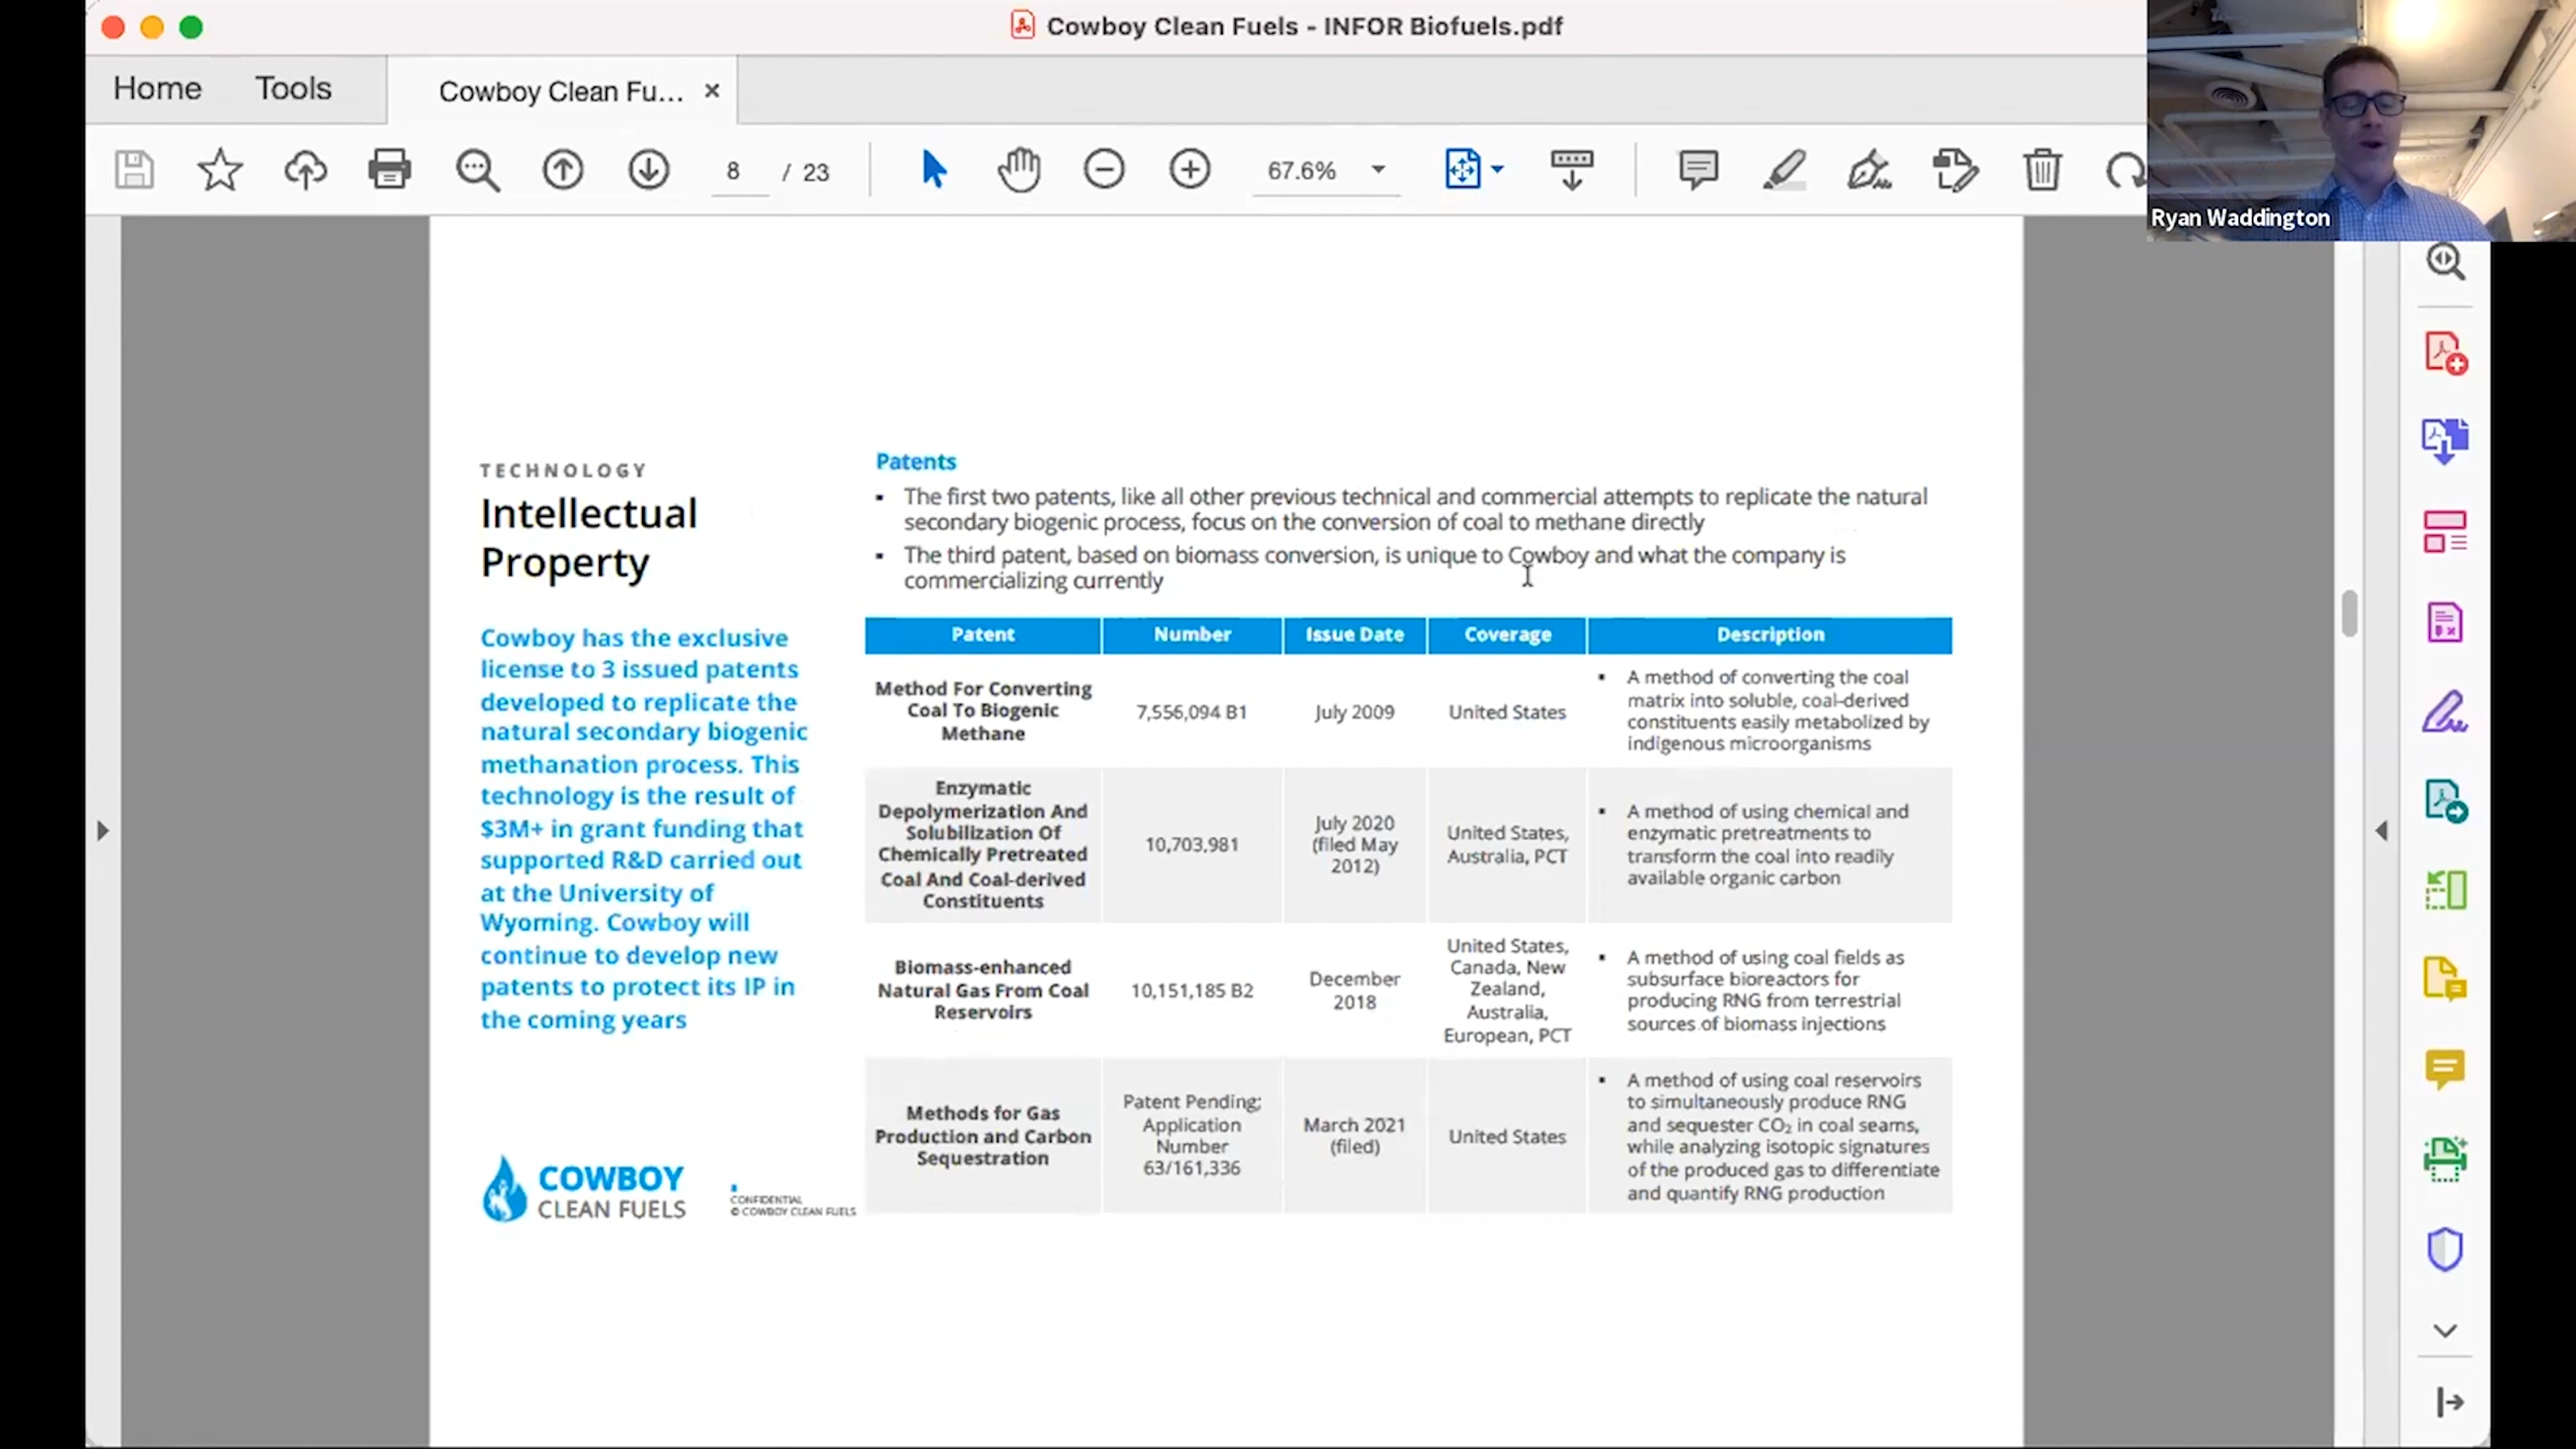 Cowboy Clean Fuels - INFOR Biofuels.pdf
Home
Tools
Cowboy Clean Fu...
8 / 23
67.6%
Ryan Waddington
TECHNOLOGY
Intellectual
Property
Cowboy has the exclusive
license to 3 issued patents
developed to replicate the
natural secondary biogenic
methanation process. This
technology is the result of
$3M+ in grant funding that
supported R&D carried out
at the University of
Wyoming. Cowboy will
continue to develop new
patents to protect its IP in
the coming years
COWBOY
CLEAN FUELS
CONFIDENTIAL
© COWBOY CLEAN FUELS
Patents
▪ The first two patents, like all other previous technical and commercial attempts to replicate the natural
secondary biogenic process, focus on the conversion of coal to methane directly
▪ The third patent, based on biomass conversion, is unique to Cowboy and what the company is
commercializing currently
Patent
Number
Issue Date
Coverage
Description
Method For Converting
Coal To Biogenic
Methane
7,556,094 B1
July 2009
United States
▪ A method of converting the coal
matrix into soluble, coal-derived
constituents easily metabolized by
indigenous microorganisms
Enzymatic
Depolymerization And
Solubilization Of
Chemically Pretreated
Coal And Coal-derived
Constituents
10,703,981
July 2020
(filed May
2012)
United States,
Australia, PCT
▪ A method of using chemical and
enzymatic pretreatments to
transform the coal into readily
available organic carbon
Biomass-enhanced
Natural Gas From Coal
Reservoirs
10,151,185 B2
December
2018
United States,
Canada, New
Zealand,
Australia,
European, PCT
▪ A method of using coal fields as
subsurface bioreactors for
producing RNG from terrestrial
sources of biomass injections
Methods for Gas
Production and Carbon
Sequestration
Patent Pending;
Application
Number
63/161,336
March 2021
(filed)
United States
▪ A method of using coal reservoirs
to simultaneously produce RNG
and sequester CO₂ in coal seams,
while analyzing isotopic signatures
of the produced gas to differentiate
and quantify RNG production